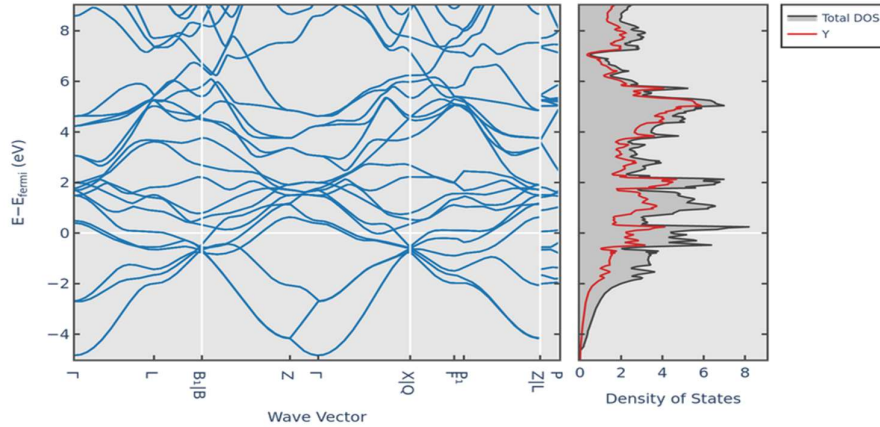 E−Efermi (eV)
8
6
4
2
0
−2
−4
Γ
L
B₁|B
Z
Γ
X|Q
F
P₁
Z|L
P
Wave Vector
0
2
4
6
8
Density of States
Total DOS
Y